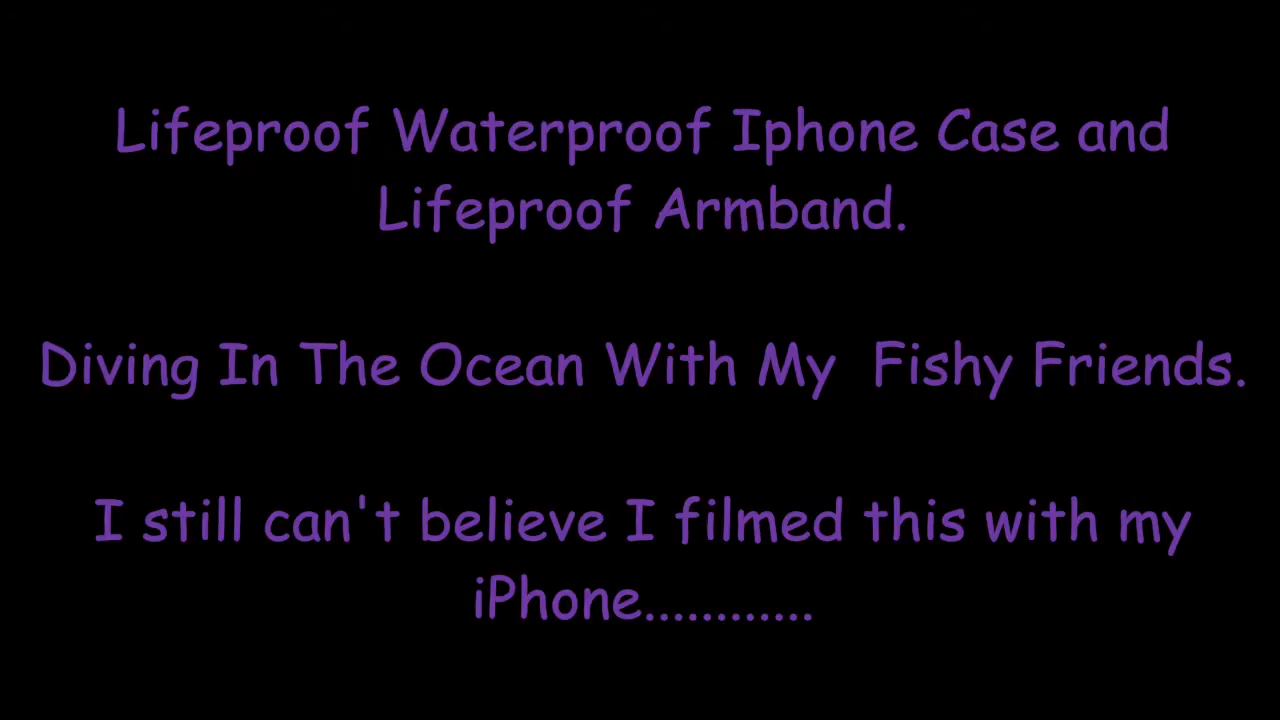 Lifeproof Waterproof Iphone Case and
Lifeproof Armband.
Diving In The Ocean With My  Fishy Friends.
I still can't believe I filmed this with my
iPhone............